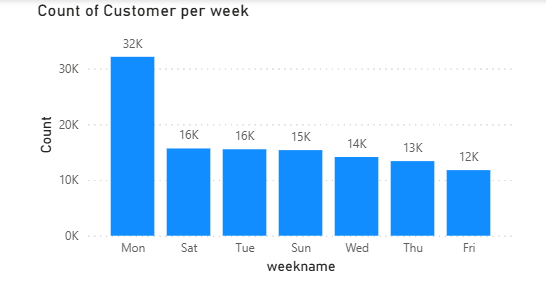 Count of Customer per week
32K
30K
20K
16K
16K
15K
14K
13K
12K
10K
0K
Count
Mon Sat Tue Sun Wed Thu Fri
weekname